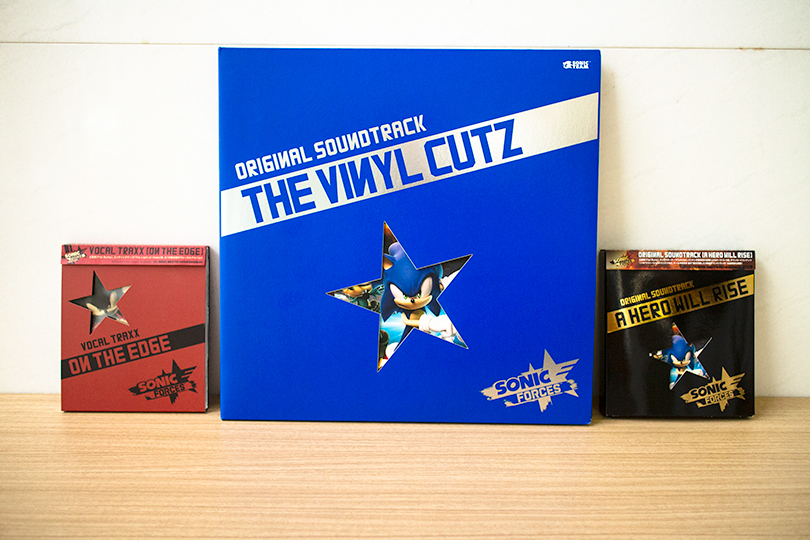 SONIC
TEAM
ORIGINAL SOUNDTRACK
THE VINYL CUTZ
SONIC
FORCES
VOCAL TRAXX [ON THE EDGE]
VOCAL TRAXX
ON THE EDGE
SONIC
FORCES
ORIGINAL SOUNDTRACK [A HERO WILL RISE]
ORIGINAL SOUNDTRACK
A HERO WILL RISE
SONIC
FORCES